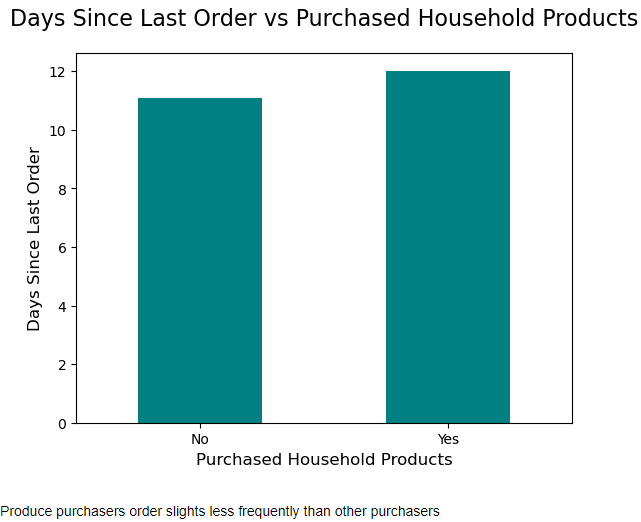 Days Since Last Order vs Purchased Household Products
12
10
8
6
4
2
0
Days Since Last Order
No
Yes
Purchased Household Products
Produce purchasers order slights less frequently than other purchasers